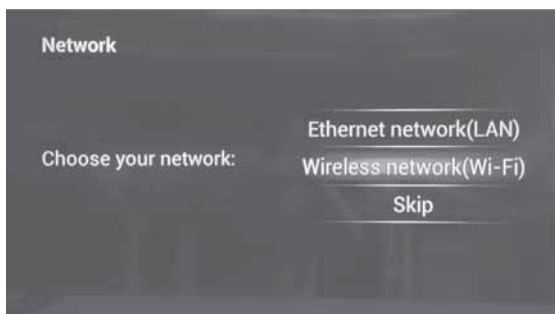 Network
Choose your network:
Ethernet network(LAN)
Wireless network(Wi-Fi)
Skip